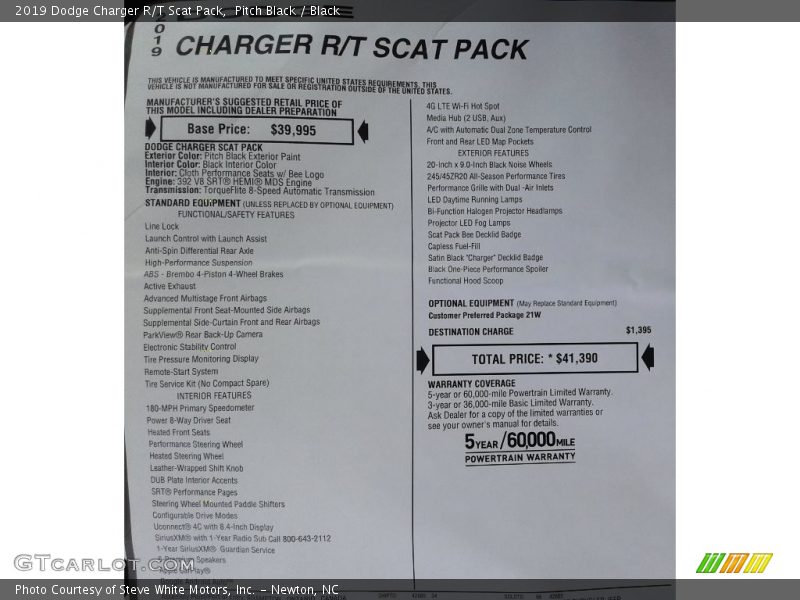 2019 Dodge Charger R/T Scat Pack,  Pitch Black / Black
2019
CHARGER R/T SCAT PACK
THIS VEHICLE IS MANUFACTURED TO MEET SPECIFIC UNITED STATES REQUIREMENTS. THIS
VEHICLE IS NOT MANUFACTURED FOR SALE OR REGISTRATION OUTSIDE OF THE UNITED STATES.
MANUFACTURER'S SUGGESTED RETAIL PRICE OF
THIS MODEL INCLUDING DEALER PREPARATION
Base Price: $39,995
DODGE CHARGER SCAT PACK
Exterior Color: Pitch Black Exterior Paint
Interior Color: Black Interior Color
Interior: Cloth Performance Seats w/ Bee Logo
Engine: 392 V8 SRT® HEMI® MDS Engine
Transmission: TorqueFlite 8-Speed Automatic Transmission
STANDARD EQUIPMENT (UNLESS REPLACED BY OPTIONAL EQUIPMENT)
FUNCTIONAL/SAFETY FEATURES
Line Lock
Launch Control with Launch Assist
Anti-Spin Differential Rear Axle
High-Performance Suspension
ABS - Brembo 4-Piston 4-Wheel Brakes
Active Exhaust
Advanced Multistage Front Airbags
Supplemental Front Seat-Mounted Side Airbags
Supplemental Side-Curtain Front and Rear Airbags
ParkView® Rear Back-Up Camera
Electronic Stability Control
Tire Pressure Monitoring Display
Remote-Start System
Tire Service Kit (No Compact Spare)
INTERIOR FEATURES
180-MPH Primary Speedometer
Power 8-Way Driver Seat
Heated Front Seats
Performance Steering Wheel
Heated Steering Wheel
Leather-Wrapped Shift Knob
DUB Plate Interior Accents
SRT® Performance Pages
Steering Wheel Mounted Paddle Shifters
Configurable Drive Modes
Uconnect® 4C with 8.4-Inch Display
SiriusXM® with 1-Year Radio Sub Call 800-643-2112
1-Year SiriusXM® Guardian Service
6 Premium Speakers
Apple CarPlay®
4G LTE Wi-Fi Hot Spot
Media Hub (2 USB, Aux)
A/C with Automatic Dual Zone Temperature Control
Front and Rear LED Map Pockets
EXTERIOR FEATURES
20-Inch x 9.0-Inch Black Noise Wheels
245/45ZR20 All-Season Performance Tires
Performance Grille with Dual -Air Inlets
LED Daytime Running Lamps
Bi-Function Halogen Projector Headlamps
Projector LED Fog Lamps
Scat Pack Bee Decklid Badge
Capless Fuel-Fill
Satin Black "Charger" Decklid Badge
Black One-Piece Performance Spoiler
Functional Hood Scoop
OPTIONAL EQUIPMENT (May Replace Standard Equipment)
Customer Preferred Package 21W
DESTINATION CHARGE $1,395
TOTAL PRICE: * $41,390
WARRANTY COVERAGE
5-year or 60,000-mile Powertrain Limited Warranty.
3-year or 36,000-mile Basic Limited Warranty.
Ask Dealer for a copy of the limited warranties or
see your owner's manual for details.
5YEAR/60,000MILE
POWERTRAIN WARRANTY
GTCARLOT.COM
Photo Courtesy of Steve White Motors, Inc. – Newton, NC